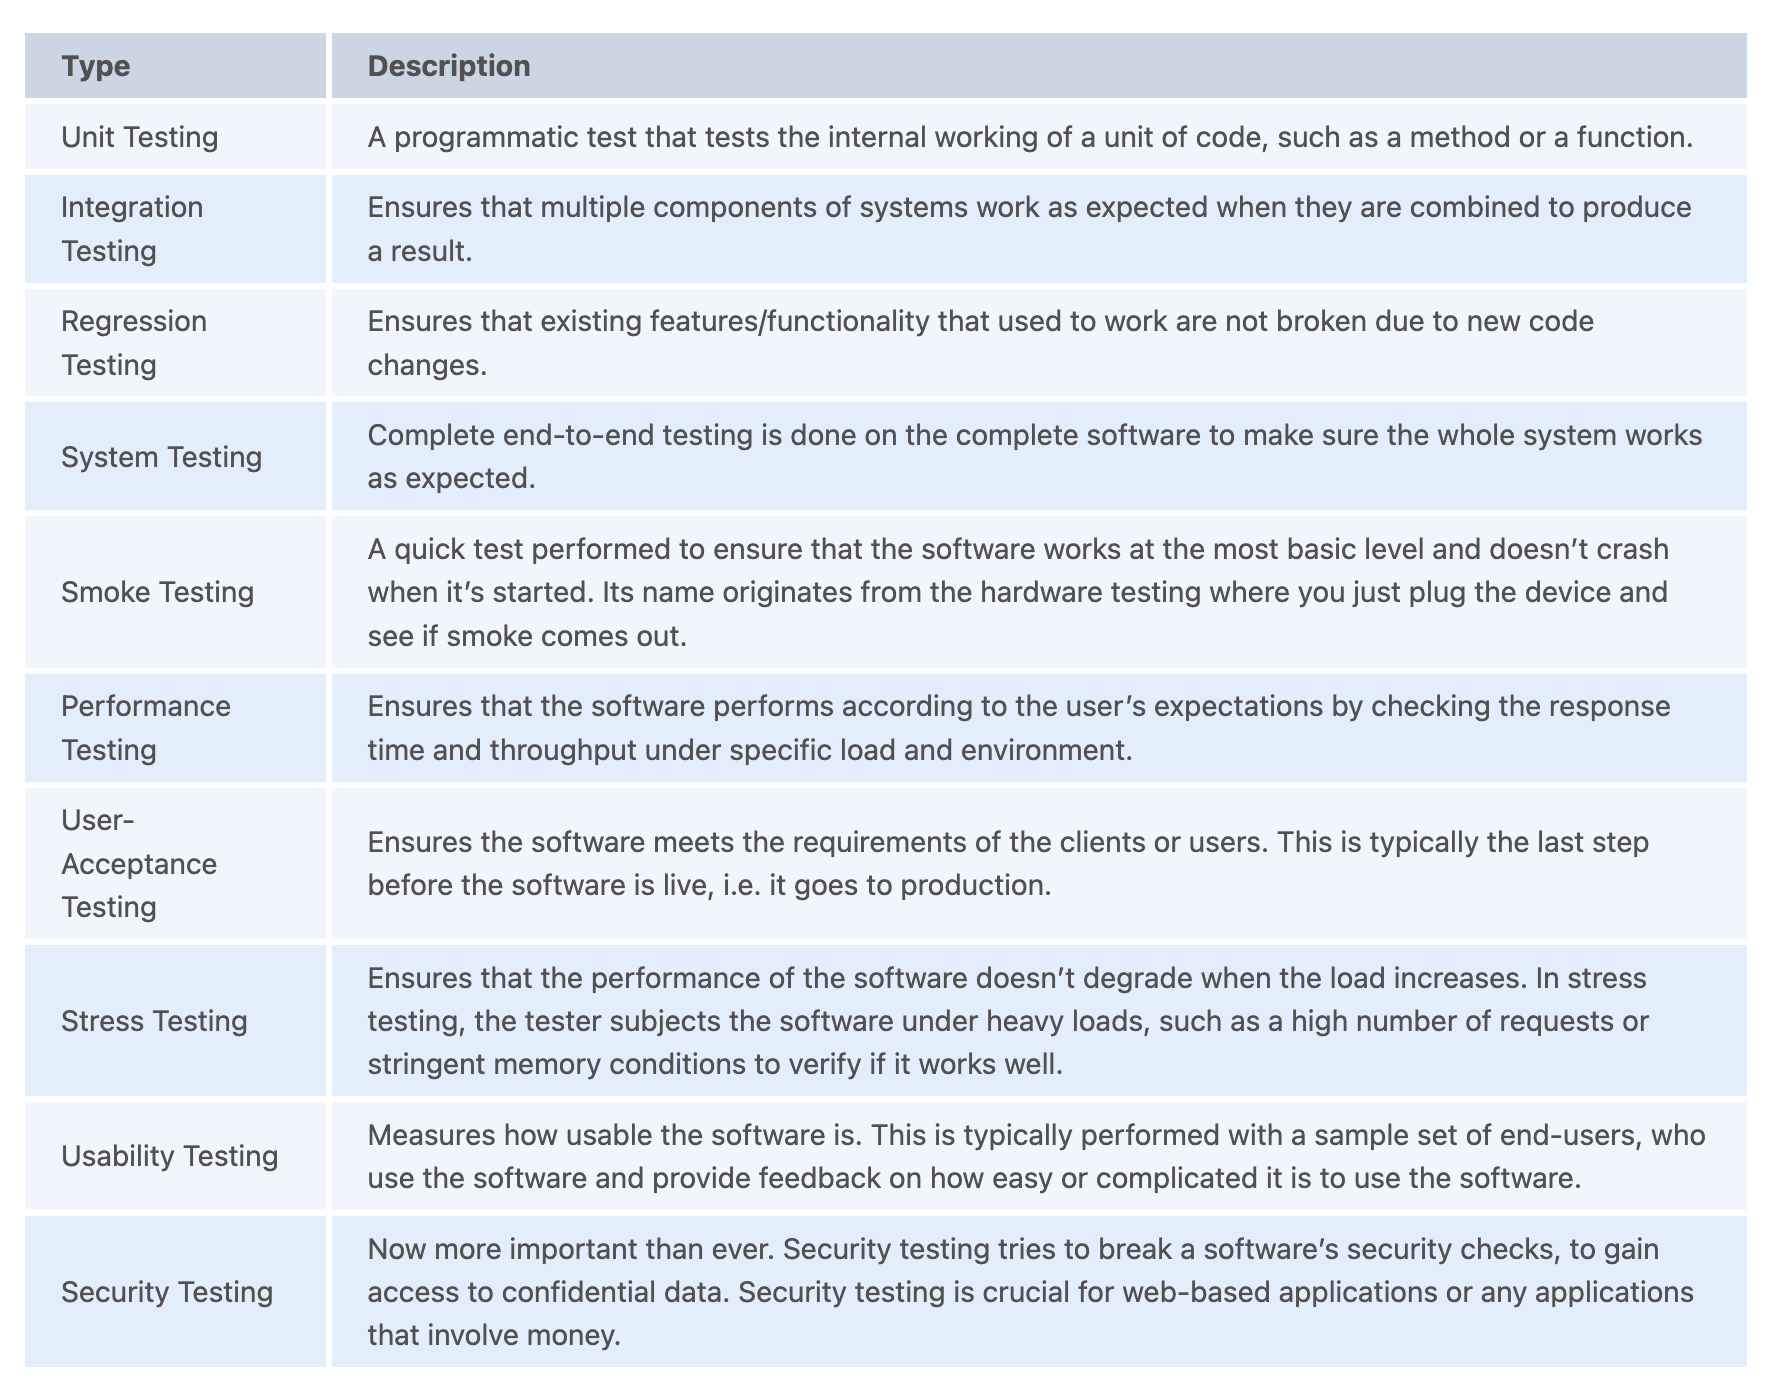 Type
Description
Unit Testing
A programmatic test that tests the internal working of a unit of code, such as a method or a function.
Integration
Testing
Ensures that multiple components of systems work as expected when they are combined to produce
a result.
Regression
Testing
Ensures that existing features/functionality that used to work are not broken due to new code
changes.
System Testing
Complete end-to-end testing is done on the complete software to make sure the whole system works
as expected.
Smoke Testing
A quick test performed to ensure that the software works at the most basic level and doesn’t crash
when it’s started. Its name originates from the hardware testing where you just plug the device and
see if smoke comes out.
Performance
Testing
Ensures that the software performs according to the user’s expectations by checking the response
time and throughput under specific load and environment.
User-
Acceptance
Testing
Ensures the software meets the requirements of the clients or users. This is typically the last step
before the software is live, i.e. it goes to production.
Stress Testing
Ensures that the performance of the software doesn’t degrade when the load increases. In stress
testing, the tester subjects the software under heavy loads, such as a high number of requests or
stringent memory conditions to verify if it works well.
Usability Testing
Measures how usable the software is. This is typically performed with a sample set of end-users, who
use the software and provide feedback on how easy or complicated it is to use the software.
Security Testing
Now more important than ever. Security testing tries to break a software’s security checks, to gain
access to confidential data. Security testing is crucial for web-based applications or any applications
that involve money.